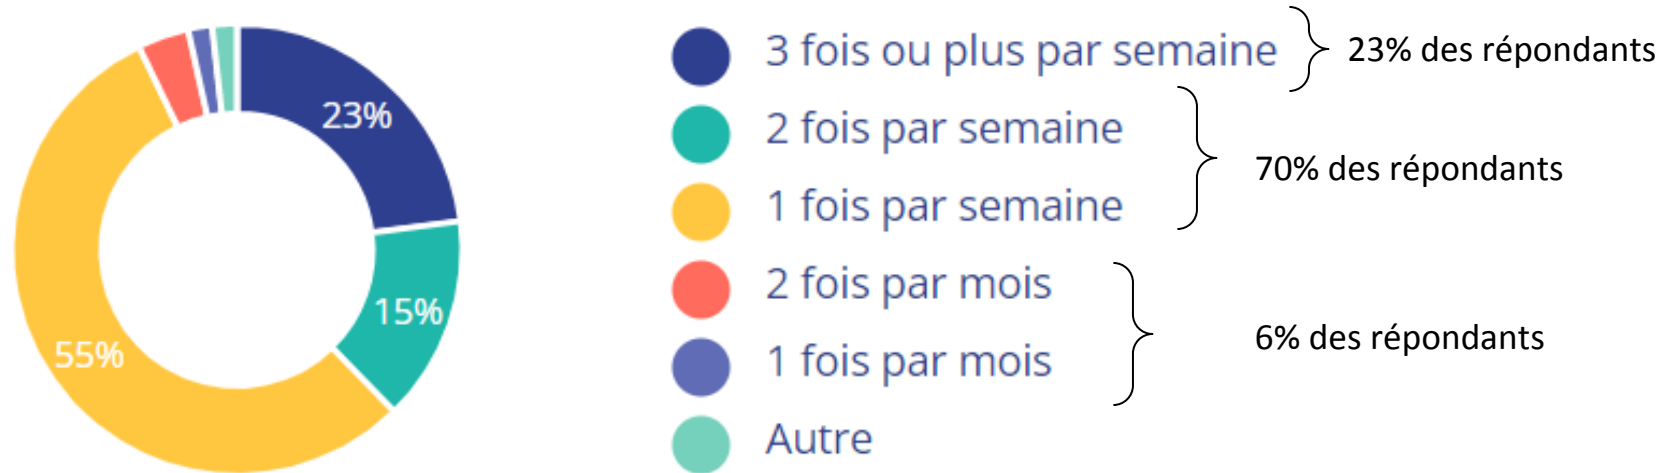 23%
15%
55%
3 fois ou plus par semaine
23% des répondants
2 fois par semaine
1 fois par semaine
70% des répondants
2 fois par mois
1 fois par mois
6% des répondants
Autre